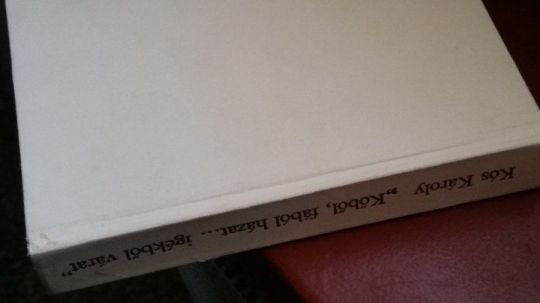 Kós Károly „Kőből, fából házat... igékből várat”